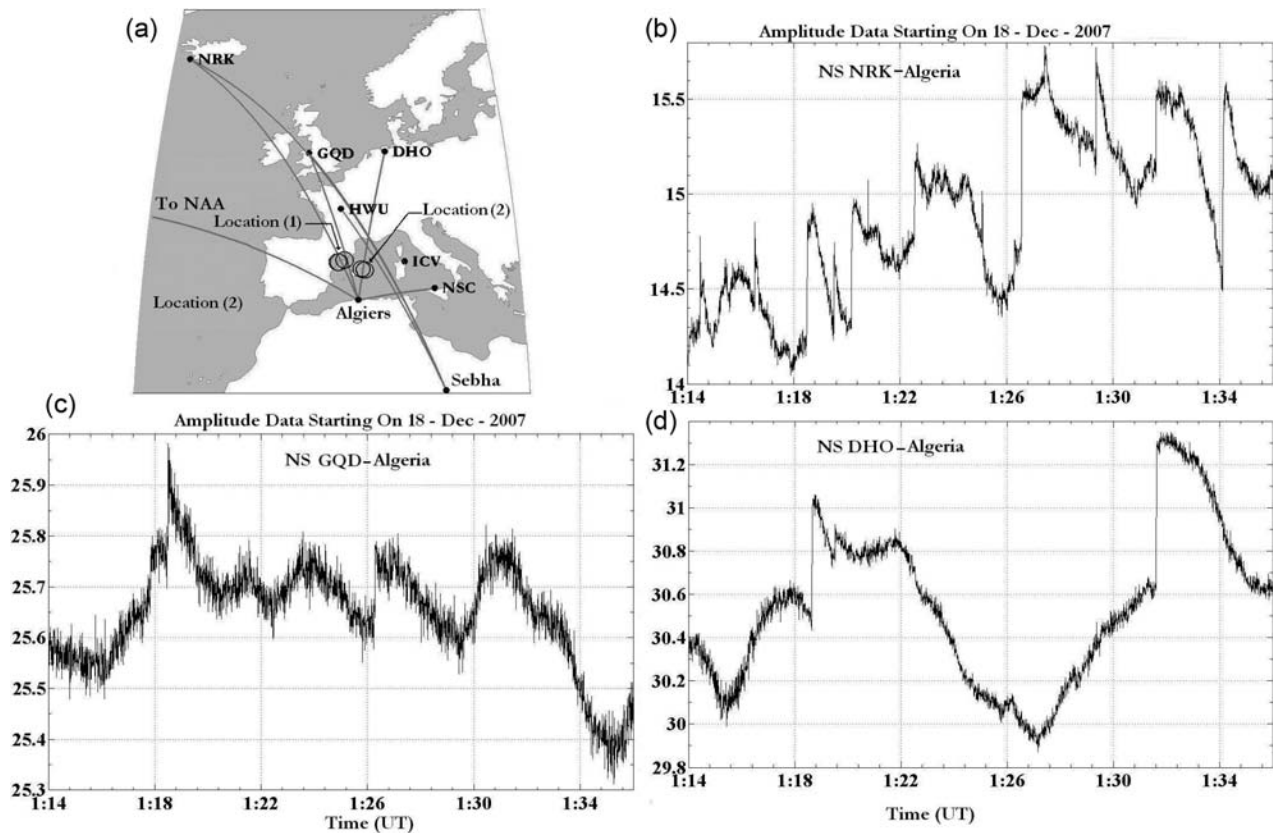 (a)
NRK
GQD
DHO
To NAA
HWU
Location (2)
Location (1)
ICV
NSC
Location (2)
Algiers
Sebha
(b)
Amplitude Data Starting On 18 - Dec - 2007
NS NRK-Algeria
15.5
15
14.5
14
1:14
1:18
1:22
1:26
1:30
1:34
(c)
Amplitude Data Starting On 18 - Dec - 2007
NS GQD-Algeria
26
25.9
25.8
25.7
25.6
25.5
25.4
25.3
1:14
1:18
1:22
1:26
1:30
1:34
Time (UT)
(d)
NS DHO-Algeria
31.2
31
30.8
30.6
30.4
30.2
30
29.8
1:14
1:18
1:22
1:26
1:30
1:34
Time (UT)